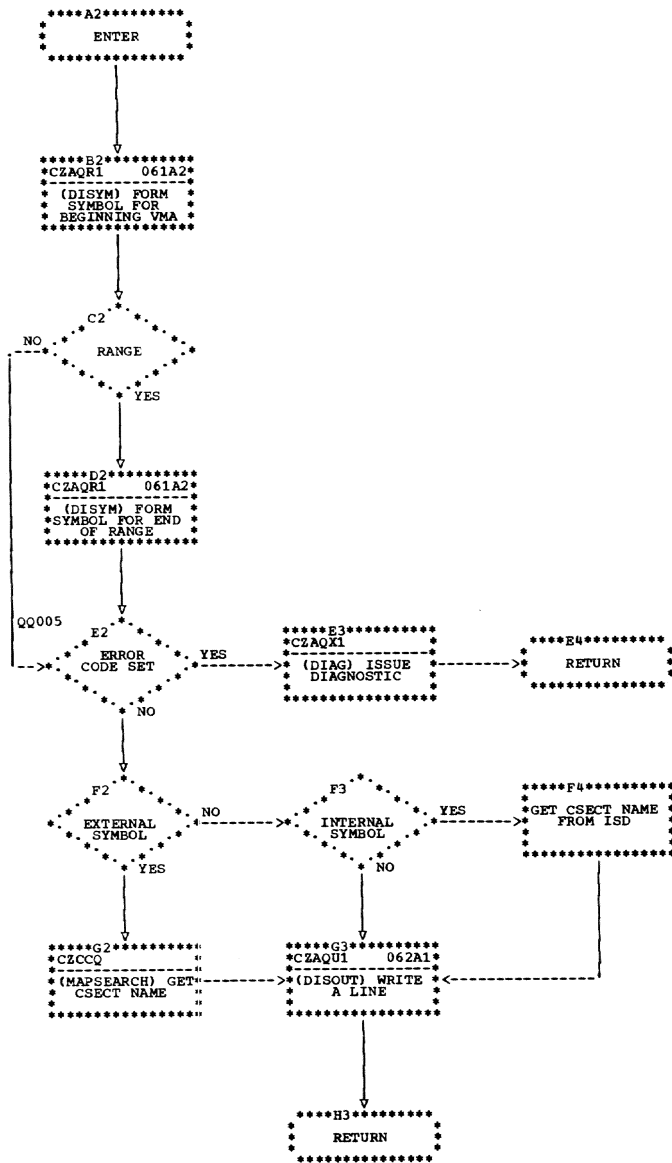 A2
ENTER
B2
CZAQR1 061A2
(DISYM) FORM
SYMBOL FOR
BEGINNING VMA
C2
NO
RANGE
YES
D2
CZAQR1 061A2
(DISYM) FORM
SYMBOL FOR END
OF RANGE
QQ005
E2
ERROR
CODE SET
YES
NO
E3
CZAQX1
(DIAG) ISSUE
DIAGNOSTIC
E4
RETURN
F2
EXTERNAL
SYMBOL
NO
YES
F3
INTERNAL
SYMBOL
YES
NO
F4
GET CSECT NAME
FROM ISD
G2
CZCCQ
(MAPSEARCH) GET
CSECT NAME
G3
CZAQU1 062A1
(DISOUT) WRITE
A LINE
H3
RETURN